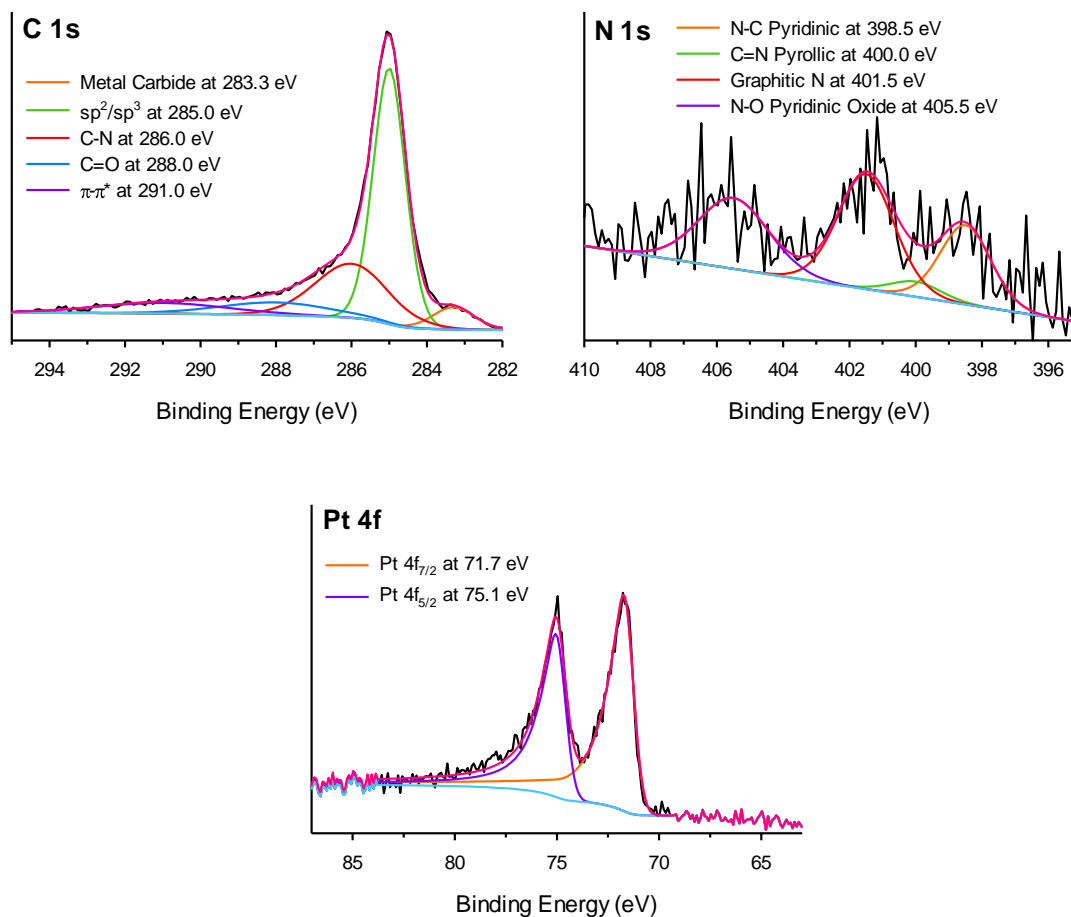 C 1s
Metal Carbide at 283.3 eV
sp²/sp³ at 285.0 eV
C-N at 286.0 eV
C=O at 288.0 eV
π-π* at 291.0 eV
294 292 290 288 286 284 282
Binding Energy (eV)
N 1s
N-C Pyridinic at 398.5 eV
C=N Pyrollic at 400.0 eV
Graphitic N at 401.5 eV
N-O Pyridinic Oxide at 405.5 eV
410 408 406 404 402 400 398 396
Binding Energy (eV)
Pt 4f
Pt 4f₇/₂ at 71.7 eV
Pt 4f₅/₂ at 75.1 eV
85 80 75 70 65
Binding Energy (eV)